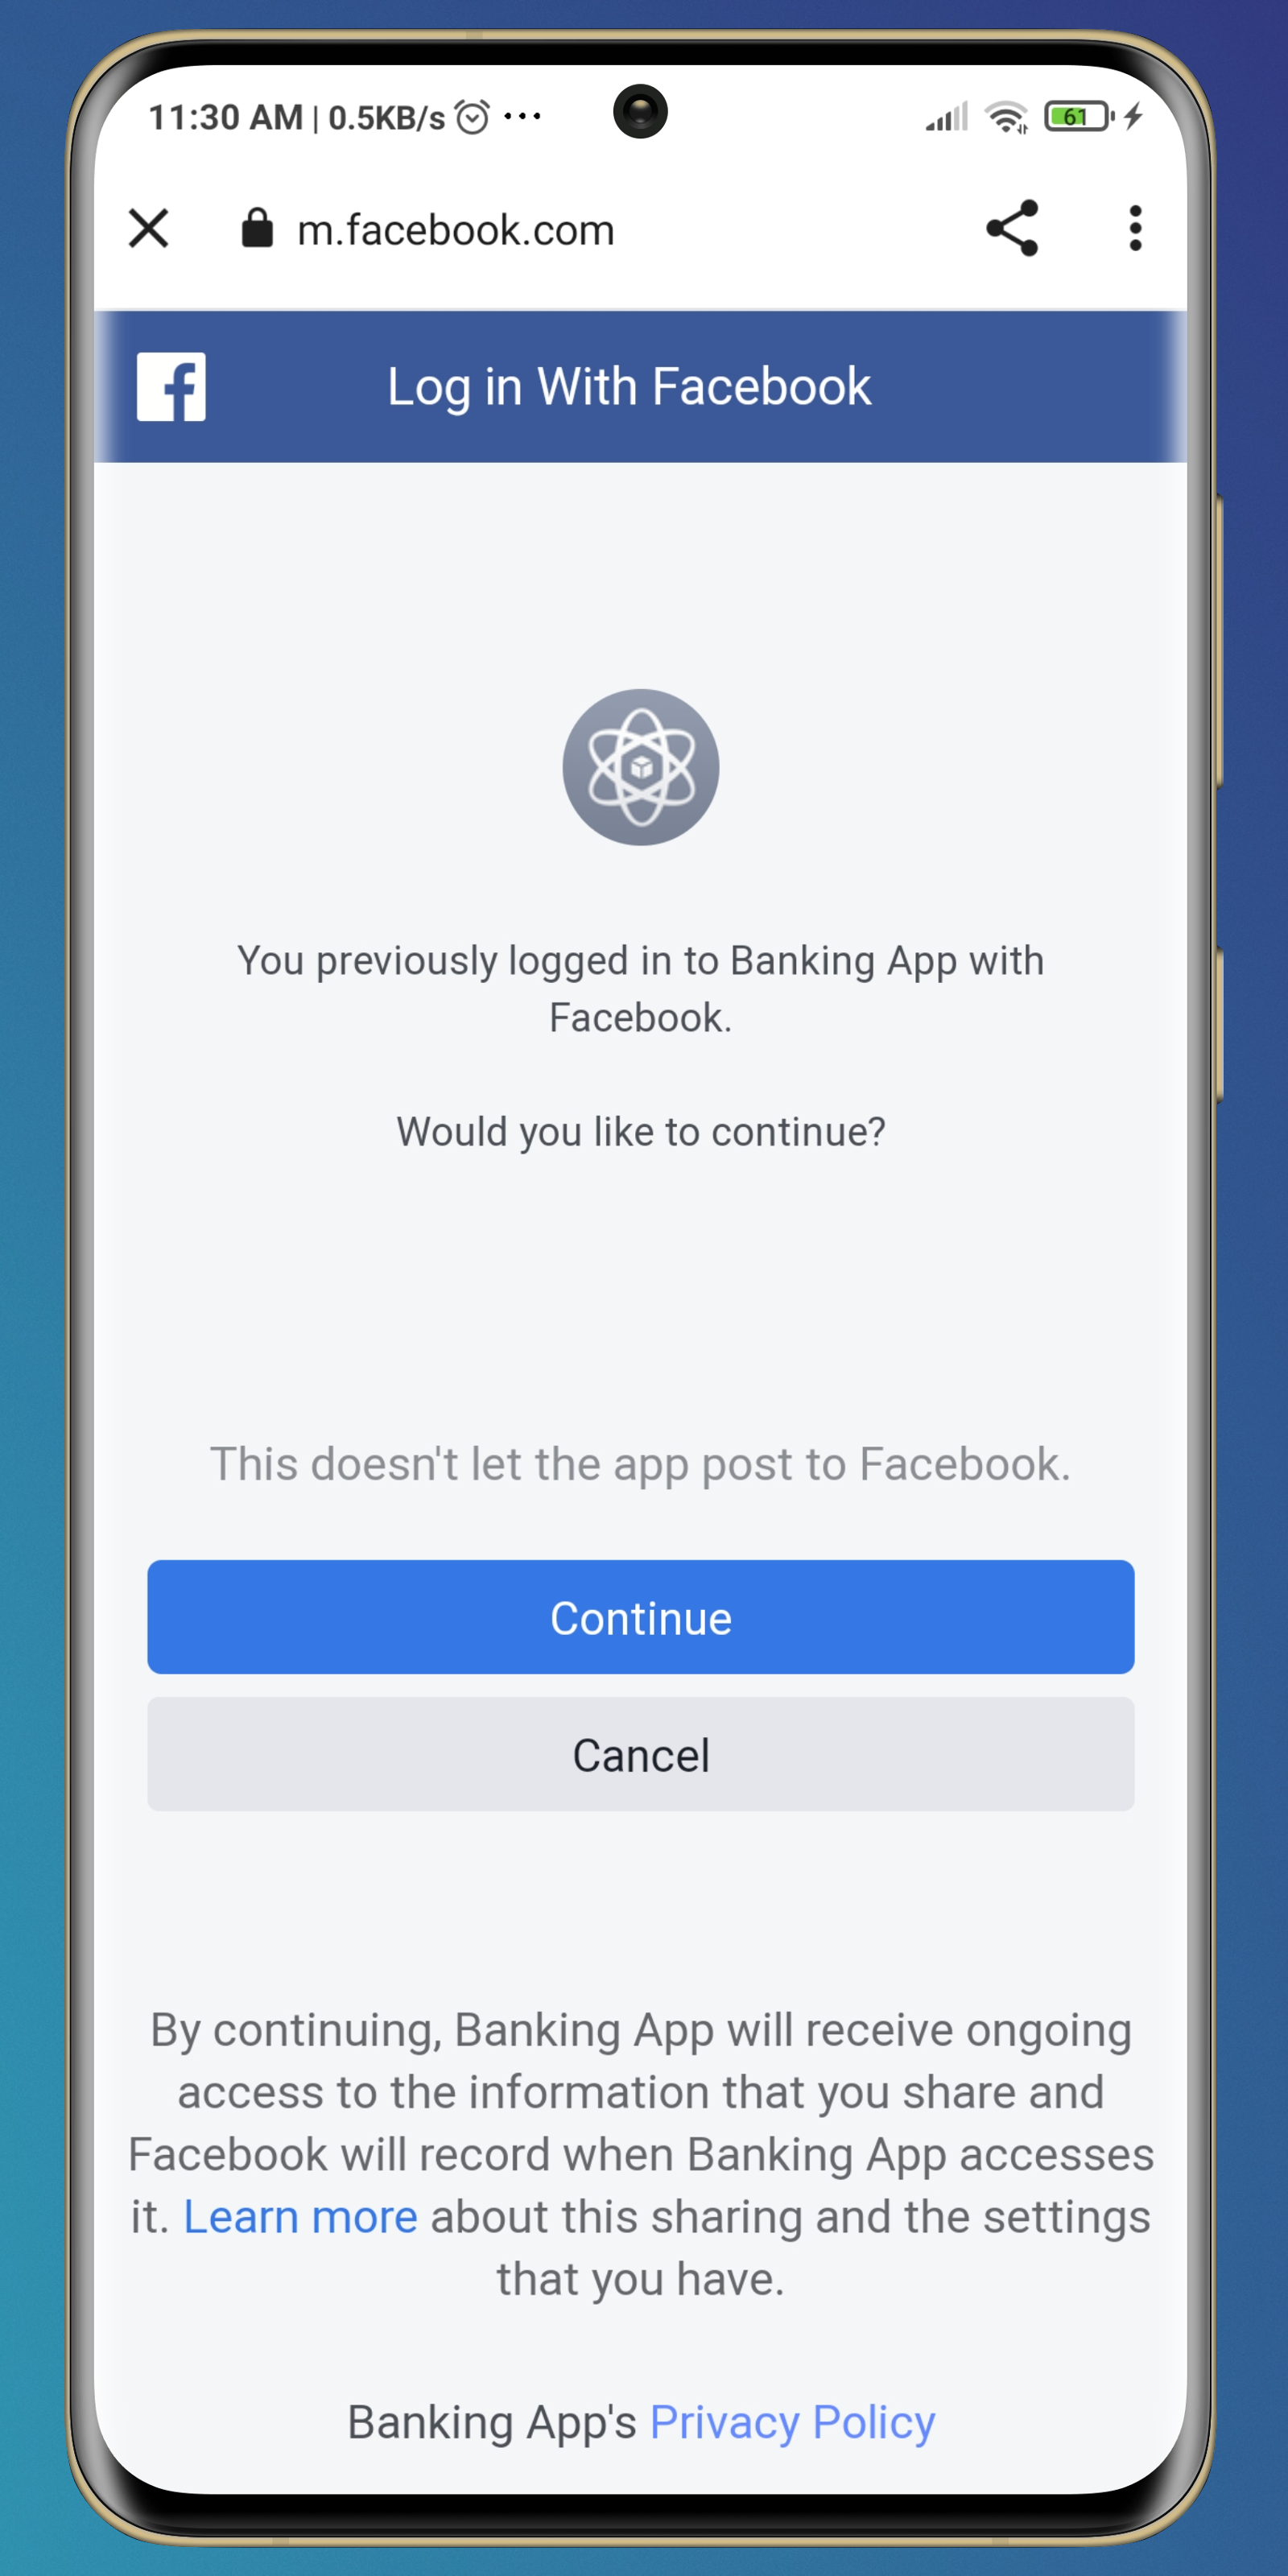 11:30 AM | 0.5KB/s ...
61
m.facebook.com
f
Log in With Facebook
You previously logged in to Banking App with
Facebook.
Would you like to continue?
This doesn't let the app post to Facebook.
Continue
Cancel
By continuing, Banking App will receive ongoing
access to the information that you share and
Facebook will record when Banking App accesses
it. Learn more about this sharing and the settings
that you have.
Banking App's Privacy Policy